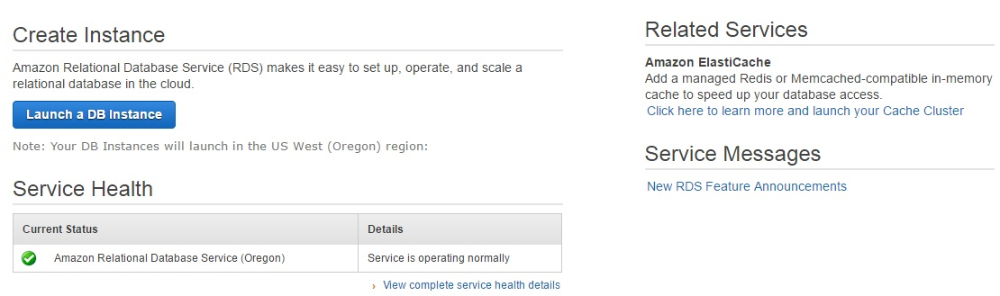 Create Instance
Amazon Relational Database Service (RDS) makes it easy to set up, operate, and scale a
relational database in the cloud.
Launch a DB Instance
Note: Your DB Instances will launch in the US West (Oregon) region:
Service Health
Current Status Details
Amazon Relational Database Service (Oregon) Service is operating normally
› View complete service health details
Related Services
Amazon ElastiCache
Add a managed Redis or Memcached-compatible in-memory
cache to speed up your database access.
Click here to learn more and launch your Cache Cluster
Service Messages
New RDS Feature Announcements